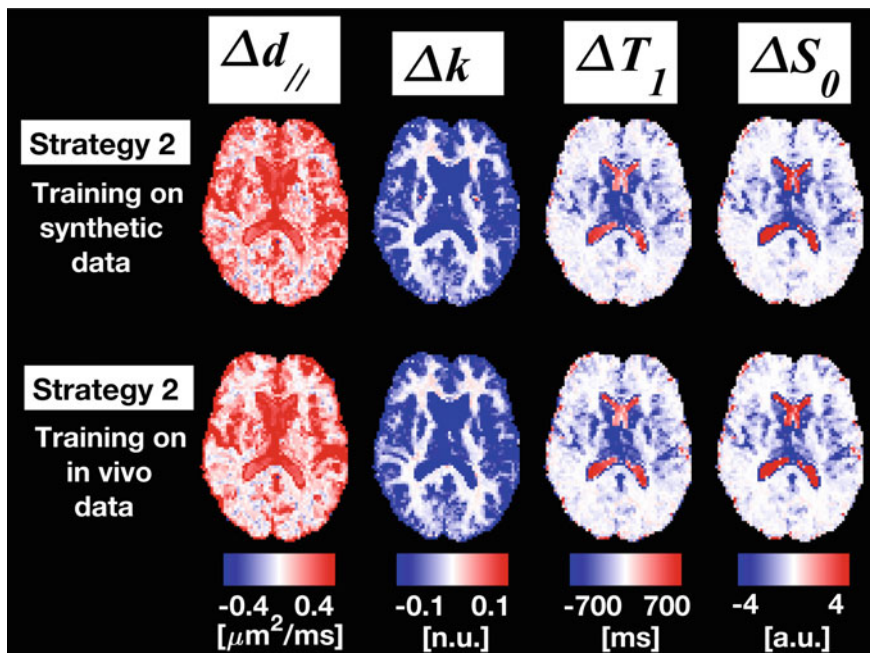 Δd//
Δk
ΔT1
ΔS0
Strategy 2
Training on
synthetic
data
Strategy 2
Training on
in vivo
data
-0.4 0.4
[μm²/ms]
-0.1 0.1
[n.u.]
-700 700
[ms]
-4 4
[a.u.]